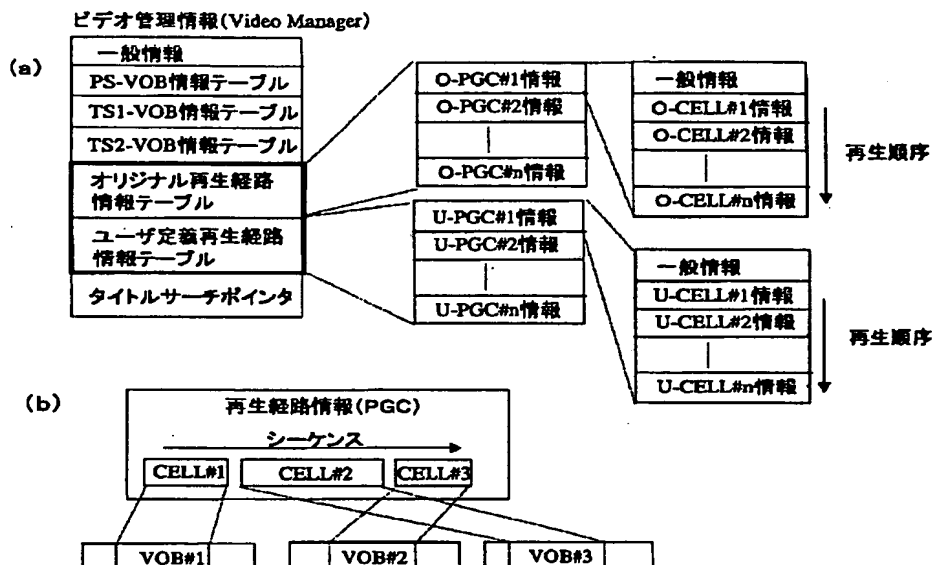 ビデオ管理情報(Video Manager)
(a)
一般情報
PS-VOB情報テーブル
TS1-VOB情報テーブル
TS2-VOB情報テーブル
オリジナル再生経路
情報テーブル
ユーザ定義再生経路
情報テーブル
タイトルサーチポインタ
O-PGC#1情報
O-PGC#2情報
O-PGC#n情報
U-PGC#1情報
U-PGC#2情報
U-PGC#n情報
一般情報
O-CELL#1情報
O-CELL#2情報
O-CELL#n情報
再生順序
一般情報
U-CELL#1情報
U-CELL#2情報
U-CELL#n情報
再生順序
(b)
再生経路情報(PGC)
シーケンス
CELL#1
CELL#2
CELL#3
VOB#1
VOB#2
VOB#3